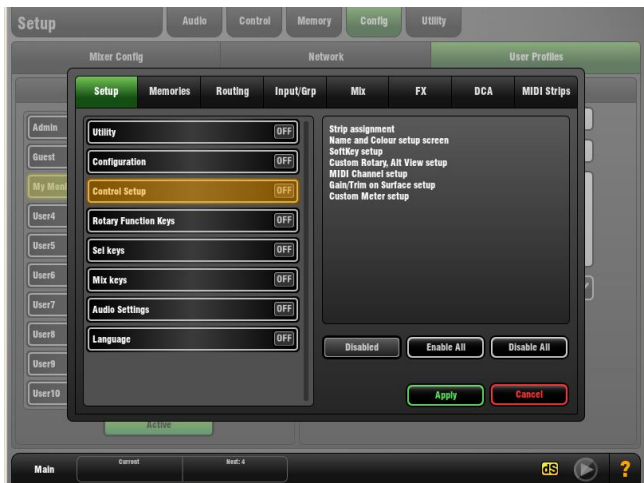 Setup
Audio
Control
Memory
Config
Utility
Mixer Config
Network
User Profiles
Setup
Memories
Routing
Input/Grp
Mix
FX
DCA
MIDI Strips
Admin
Guest
User4
User5
User6
User7
User8
User9
User10
Utility OFF
Configuration OFF
Control Setup OFF
Rotary Function Keys OFF
Sel keys OFF
Mix keys OFF
Audio Settings OFF
Language OFF
Strip assignment
Name and Colour setup screen
SoftKey setup
Custom Rotary, Alt View setup
MIDI Channel setup
Gain/Trim on Surface setup
Custom Meter setup
Disabled
Enable All
Disable All
Apply
Cancel
Active
Main
Current
Next: 4
dS
?